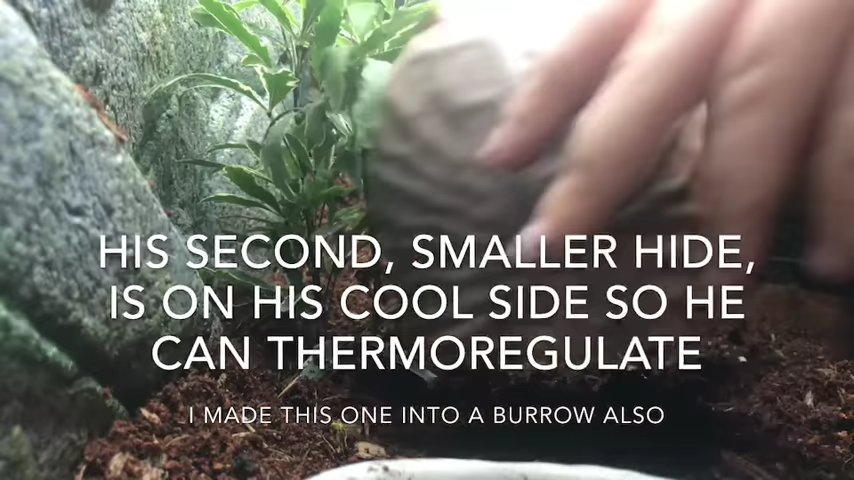 HIS SECOND, SMALLER HIDE,
IS ON HIS COOL SIDE SO HE
CAN THERMOREGULATE
I MADE THIS ONE INTO A BURROW ALSO